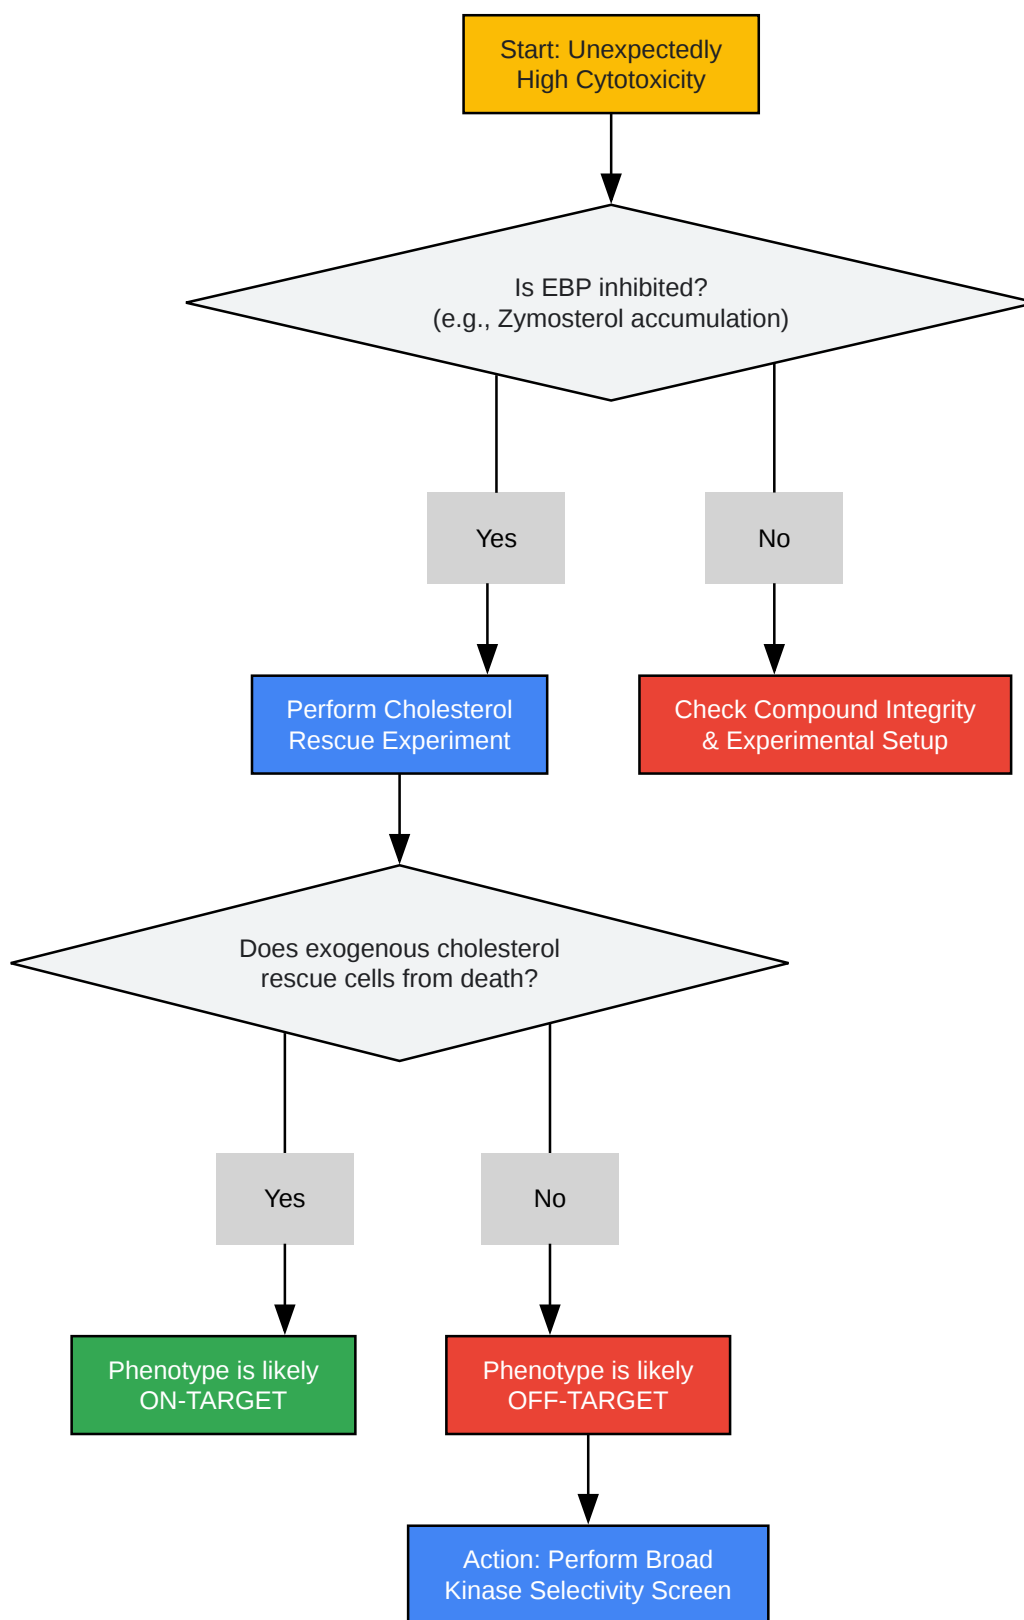 Start: Unexpectedly
High Cytotoxicity
Is EBP inhibited?
(e.g., Zymosterol accumulation)
Yes
No
Perform Cholesterol
Rescue Experiment
Check Compound Integrity
& Experimental Setup
Does exogenous cholesterol
rescue cells from death?
Yes
No
Phenotype is likely
ON-TARGET
Phenotype is likely
OFF-TARGET
Action: Perform Broad
Kinase Selectivity Screen